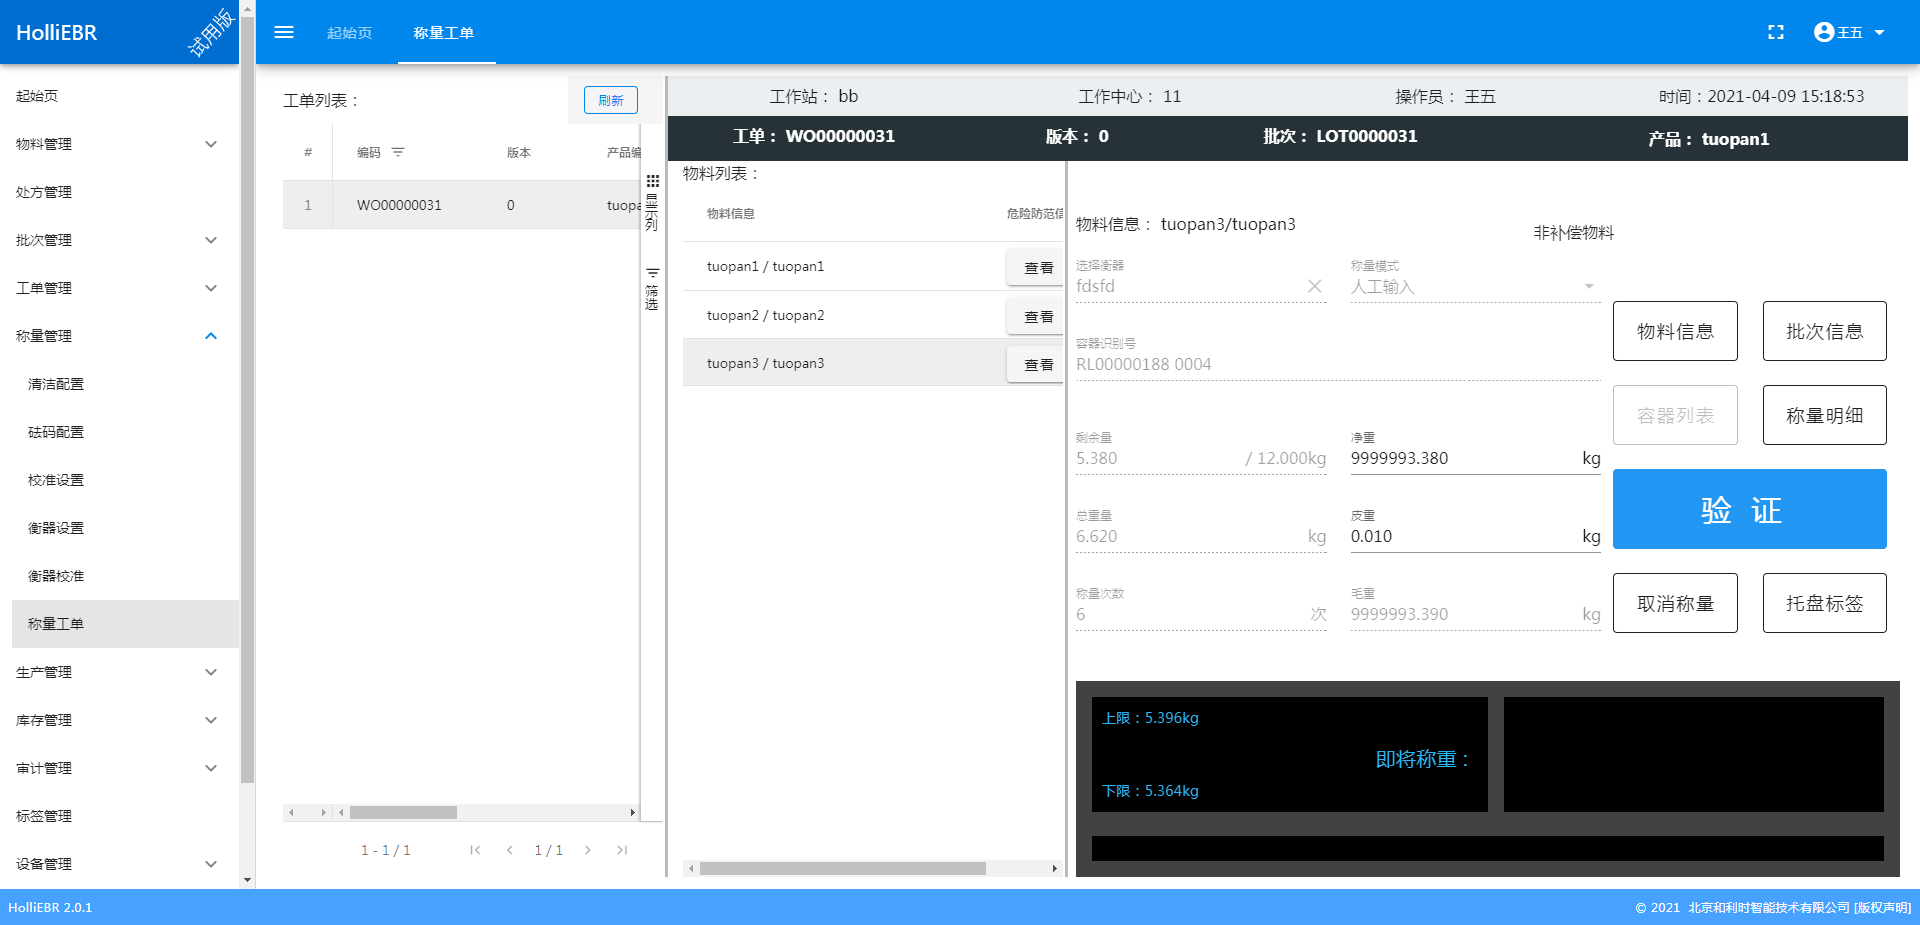 HolliEBR
试用版
起始页
称量工单
王五
起始页
物料管理
处方管理
批次管理
工单管理
称量管理
清洁配置
砝码配置
校准设置
衡器设置
衡器校准
称量工单
生产管理
库存管理
审计管理
标签管理
设备管理
工单列表：
刷新
# 编码 版本 产品编
1 WO00000031 0 tuopa
显示列
筛选
1 - 1 / 1
1 / 1
工作站： bb 工作中心： 11 操作员： 王五 时间：2021-04-09 15:18:53
工单： WO00000031 版本： 0 批次： LOT0000031 产品： tuopan1
物料列表：
物料信息 危险防范信
tuopan1 / tuopan1 查看
tuopan2 / tuopan2 查看
tuopan3 / tuopan3 查看
物料信息： tuopan3/tuopan3
非补偿物料
选择衡器
fdsfd
称量模式
人工输入
容器识别号
RL00000188 0004
剩余量
5.380 / 12.000kg
净重
9999993.380 kg
总重量
6.620 kg
皮重
0.010 kg
称量次数
6 次
毛重
9999993.390 kg
物料信息
批次信息
容器列表
称量明细
验 证
取消称量
托盘标签
上限：5.396kg
即将称重：
下限：5.364kg
HolliEBR 2.0.1
© 2021 北京和利时智能技术有限公司 [版权声明]